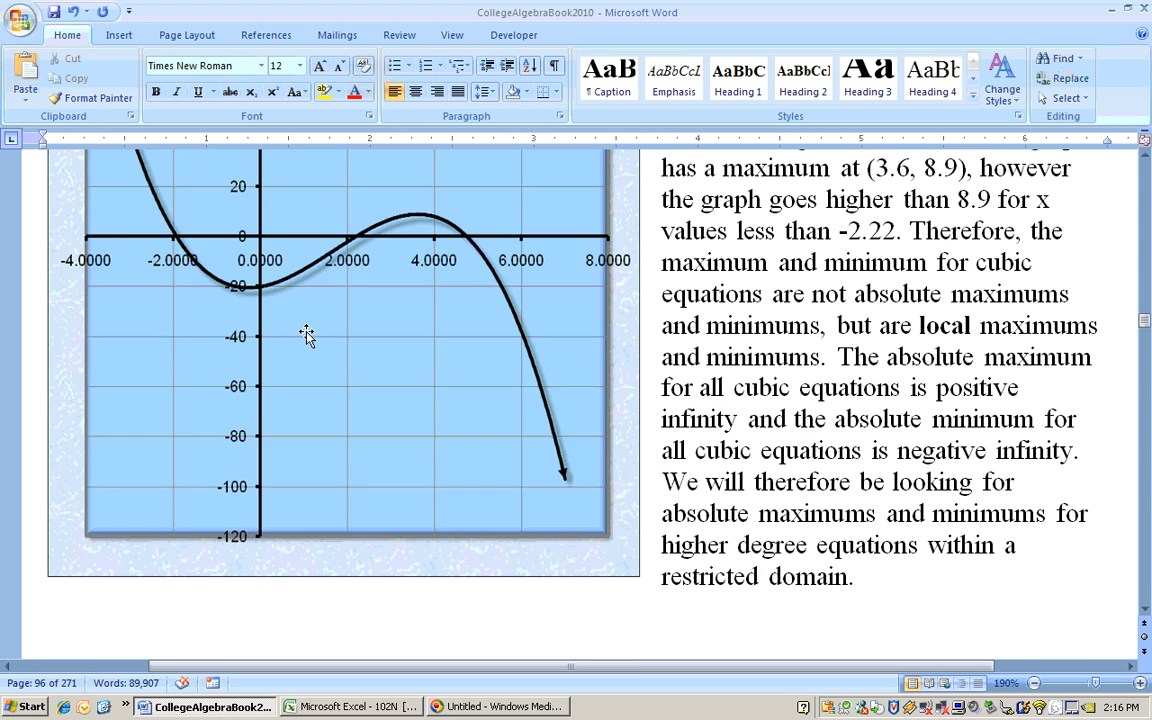 CollegeAlgebraBook2010 - Microsoft Word
Home Insert Page Layout References Mailings Review View Developer
Paste
Cut
Copy
Format Painter
Clipboard
Times New Roman 12
Font
Paragraph
AaB AaBbCcL AaBbC AaBbCcI Aa AaBb
¶ Caption Emphasis Heading 1 Heading 2 Heading 3 Heading 4
Change Styles
Styles
Find
Replace
Select
Editing
1 2 3 4 5 6
20
0
-4.0000 -2.0000 0.0000 2.0000 4.0000 6.0000 8.0000
-20
-40
-60
-80
-100
-120
has a maximum at (3.6, 8.9), however
the graph goes higher than 8.9 for x
values less than -2.22. Therefore, the
maximum and minimum for cubic
equations are not absolute maximums
and minimums, but are local maximums
and minimums. The absolute maximum
for all cubic equations is positive
infinity and the absolute minimum for
all cubic equations is negative infinity.
We will therefore be looking for
absolute maximums and minimums for
higher degree equations within a
restricted domain.
Page: 96 of 271 Words: 89,907 190%
Start CollegeAlgebraBook2... Microsoft Excel - 102N [... Untitled - Windows Medi... 2:16 PM